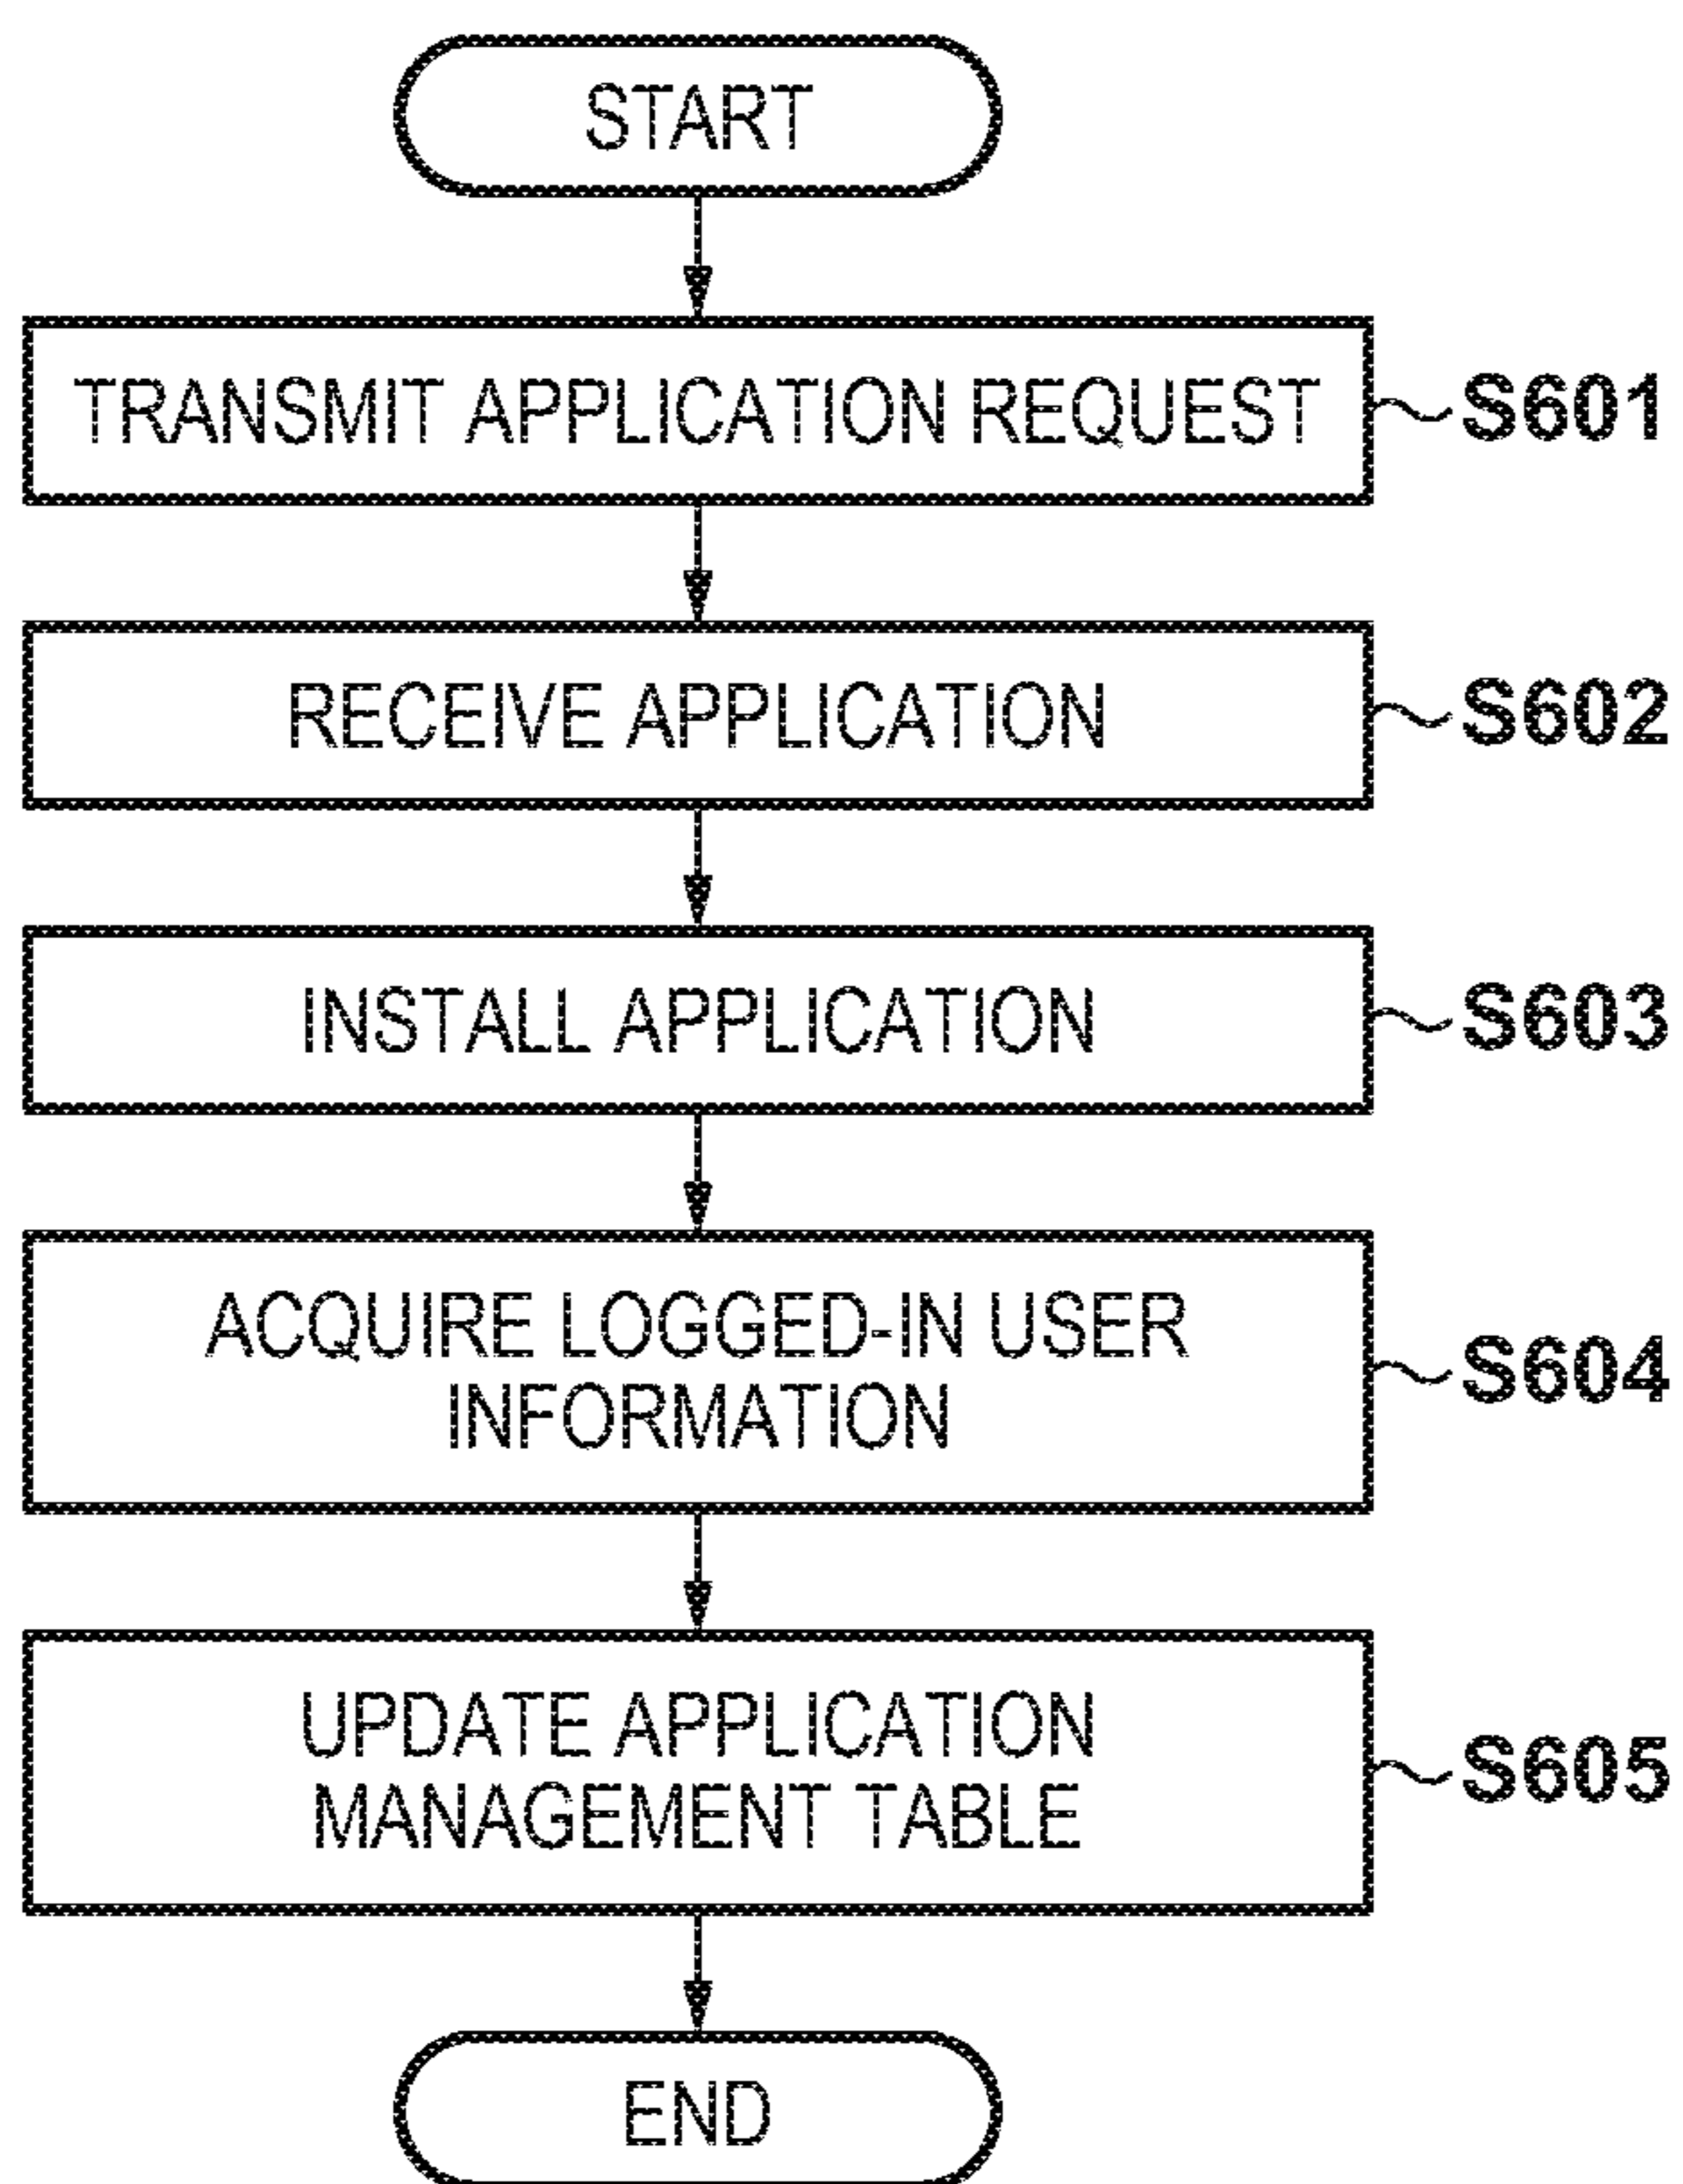 START
TRANSMIT APPLICATION REQUEST
S601
RECEIVE APPLICATION
S602
INSTALL APPLICATION
S603
ACQUIRE LOGGED-IN USER
INFORMATION
S604
UPDATE APPLICATION
MANAGEMENT TABLE
S605
END